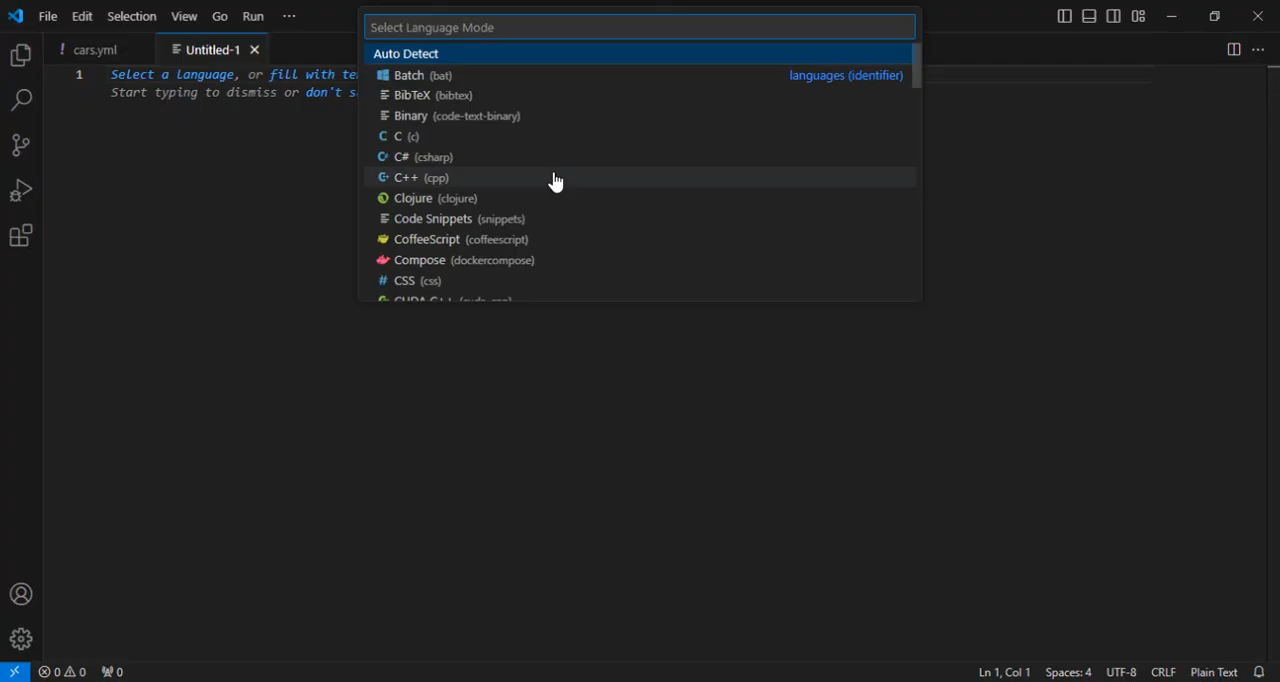 File Edit Selection View Go Run ···
Select Language Mode
cars.yml
Untitled-1
1 Select a language, or fill with
Start typing to dismiss or don't
Auto Detect
Batch (bat) languages (identifier)
BibTeX (bibtex)
Binary (code-text-binary)
C (c)
C# (csharp)
C++ (cpp)
Clojure (clojure)
Code Snippets (snippets)
CoffeeScript (coffeescript)
Compose (dockercompose)
CSS (css)
0 0 0 Ln 1, Col 1 Spaces: 4 UTF-8 CRLF Plain Text